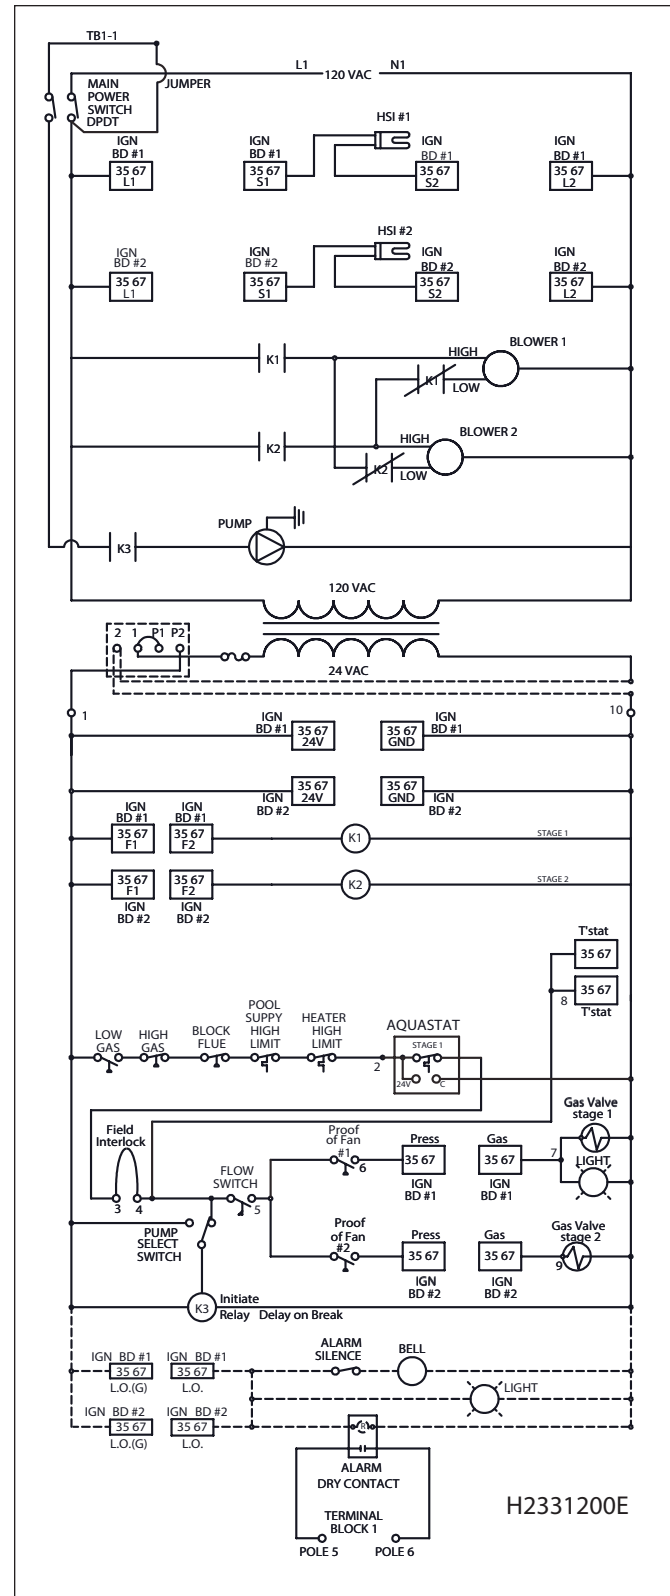 TB1-1
L1
120 VAC
N1
MAIN
POWER
SWITCH
DPDT
JUMPER
HSI #1
IGN
BD #1
35 67
L1
IGN
BD #1
35 67
S1
IGN
BD #1
35 67
S2
IGN
BD #1
35 67
L2
HSI #2
IGN
BD #2
35 67
L1
IGN
BD #2
35 67
S1
IGN
BD #2
35 67
S2
IGN
BD #2
35 67
L2
K1
HIGH
BLOWER 1
K1
LOW
K2
HIGH
BLOWER 2
K2
LOW
PUMP
K3
120 VAC
2 1 P1 P2
24 VAC
1
10
IGN
BD #1
35 67
24V
35 67
GND
IGN
BD #1
IGN
BD #2
35 67
24V
35 67
GND
IGN
BD #2
IGN
BD #1
35 67
F1
IGN
BD #1
35 67
F2
K1
STAGE 1
35 67
F1
IGN
BD #2
35 67
F2
IGN
BD #2
K2
STAGE 2
T'stat
35 67
35 67
8
T'stat
LOW
GAS
HIGH
GAS
BLOCK
FLUE
POOL
SUPPY
HIGH
LIMIT
HEATER
HIGH
LIMIT
2
AQUASTAT
STAGE 1
24V
C
Field
Interlock
3
4
FLOW
SWITCH
5
Proof
of Fan
#1
6
Press
35 67
IGN
BD #1
Gas
35 67
IGN
BD #1
7
Gas Valve
stage 1
LIGHT
PUMP
SELECT
SWITCH
Proof
of Fan
#2
Press
35 67
IGN
BD #2
Gas
35 67
IGN
BD #2
Gas Valve
stage 2
9
K3
Initiate
Relay Delay on Break
IGN BD #1
35 67
L.O.(G)
IGN BD #1
35 67
L.O.
ALARM
SILENCE
BELL
LIGHT
IGN BD #2
35 67
L.O.(G)
IGN BD #2
35 67
L.O.
R
ALARM
DRY CONTACT
TERMINAL
BLOCK 1
POLE 5
POLE 6
H2331200E